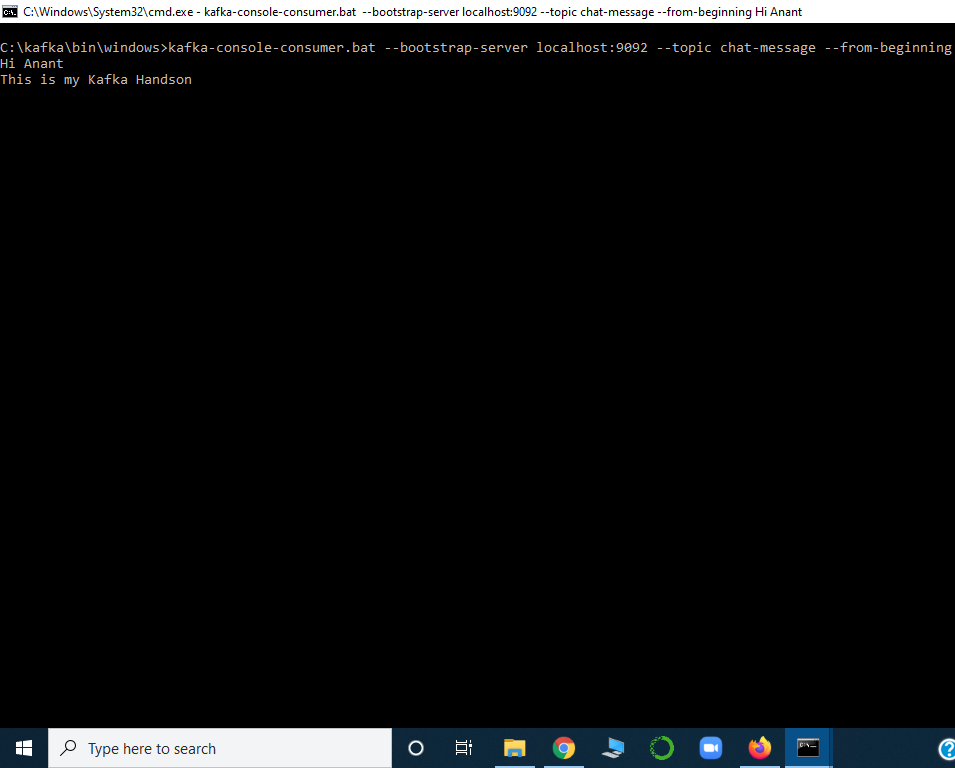 C:\Windows\System32\cmd.exe - kafka-console-consumer.bat  --bootstrap-server localhost:9092 --topic chat-message --from-beginning Hi Anant
C:\kafka\bin\windows>kafka-console-consumer.bat --bootstrap-server localhost:9092 --topic chat-message --from-beginning
Hi Anant
This is my Kafka Handson
Type here to search